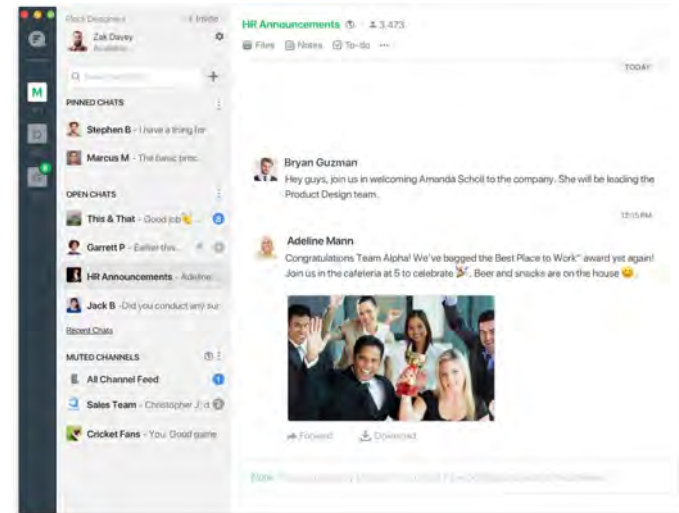 Zak Davey
PINNED CHATS
Stephen B - I have a thing for
Marcus M - The basic prec
OPEN CHATS
This & That - Good job
Garrett P - Earlier this...
HR Announcements - Adeline...
Jack B -Did you conduct any sur
Recent Chats
MUTED CHANNELS
All Channel Feed 1
Sales Team - Christopher J: d
Cricket Fans - You: Good game
M
HR Announcements 3,473
Files Notes To-do ...
TODAY
Bryan Guzman
Hey guys, join us in welcoming Amanda Scholl to the company. She will be leading the
Product Design team.
12:15 PM
Adeline Mann
Congratulations Team Alpha! We've bagged the Best Place to Work" award yet again!
Join us in the cafeteria at 5 to celebrate 🎉. Beer and snacks are on the house 😀.
Forward Download
Note: